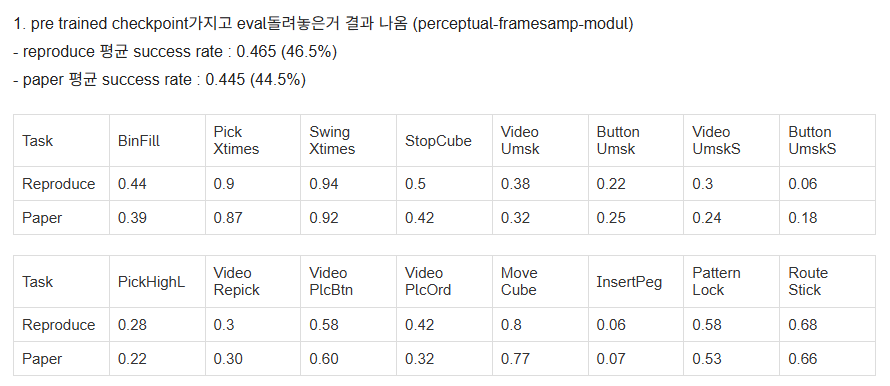 1. pre trained checkpoint가지고 eval돌려놓은거 결과 나옴 (perceptual-framesamp-modul)
- reproduce 평균 success rate : 0.465 (46.5%)
- paper 평균 success rate : 0.445 (44.5%)
Task BinFill Pick Xtimes Swing Xtimes StopCube Video Umsk Button Umsk Video UmskS Button UmskS
Reproduce 0.44 0.9 0.94 0.5 0.38 0.22 0.3 0.06
Paper 0.39 0.87 0.92 0.42 0.32 0.25 0.24 0.18
Task PickHighL Video Repick Video PlcBtn Video PlcOrd Move Cube InsertPeg Pattern Lock Route Stick
Reproduce 0.28 0.3 0.58 0.42 0.8 0.06 0.58 0.68
Paper 0.22 0.30 0.60 0.32 0.77 0.07 0.53 0.66